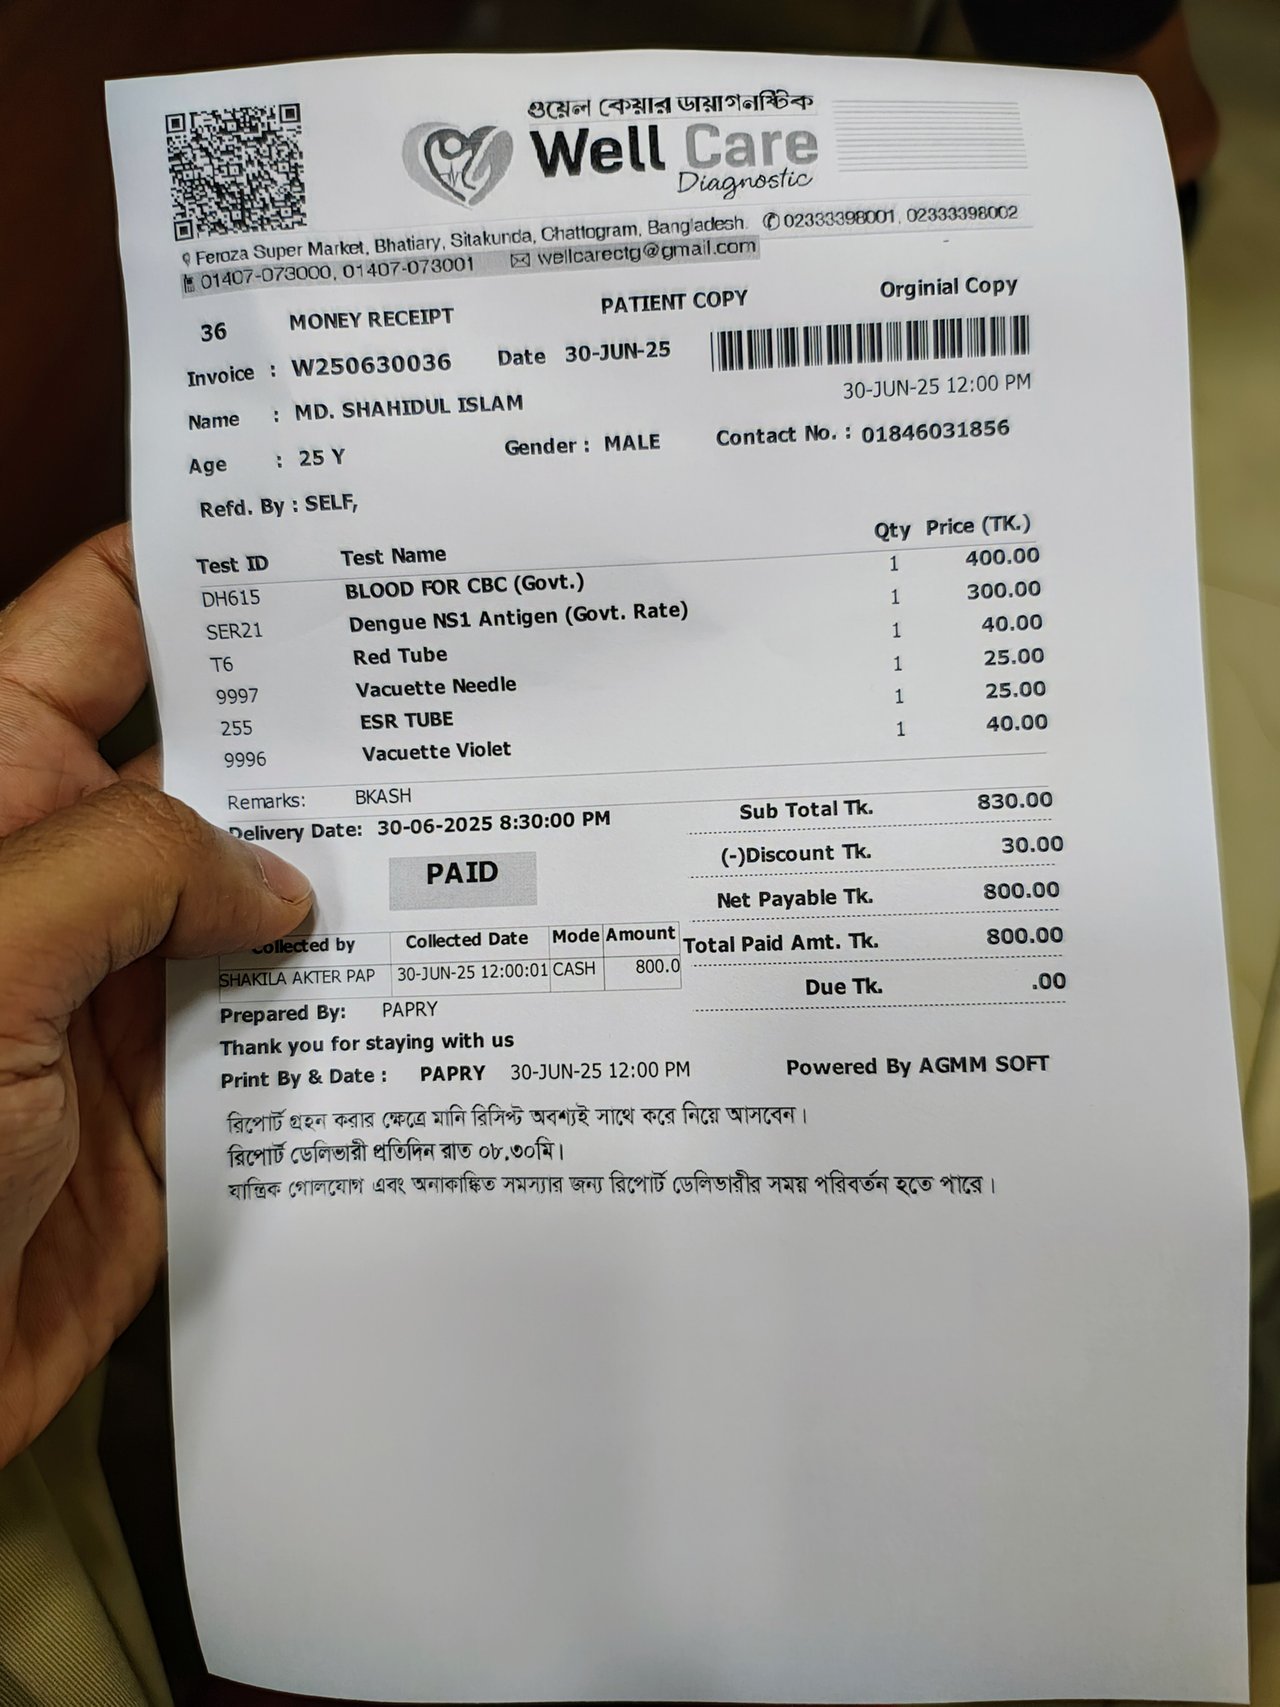 ওয়েল কেয়ার ডায়াগনষ্টিক
Well Care
Diagnostic
Feroza Super Market, Bhatiary, Sitakunda, Chattogram, Bangladesh. 02333398001, 02333398002
01407-073000, 01407-073001 wellcarectg@gmail.com
36 MONEY RECEIPT PATIENT COPY Orginial Copy
Invoice : W250630036 Date 30-JUN-25
30-JUN-25 12:00 PM
Name : MD. SHAHIDUL ISLAM
Age : 25 Y Gender : MALE Contact No. : 01846031856
Refd. By : SELF,
Test ID Test Name Qty Price (TK.)
DH615 BLOOD FOR CBC (Govt.) 1 400.00
SER21 Dengue NS1 Antigen (Govt. Rate) 1 300.00
T6 Red Tube 1 40.00
9997 Vacuette Needle 1 25.00
255 ESR TUBE 1 25.00
9996 Vacuette Violet 1 40.00
Remarks: BKASH
Delivery Date: 30-06-2025 8:30:00 PM
PAID
Sub Total Tk. 830.00
(-)Discount Tk. 30.00
Net Payable Tk. 800.00
Total Paid Amt. Tk. 800.00
Due Tk. .00
Collected by Collected Date Mode Amount
SHAKILA AKTER PAP 30-JUN-25 12:00:01 CASH 800.0
Prepared By: PAPRY
Thank you for staying with us
Print By & Date : PAPRY 30-JUN-25 12:00 PM Powered By AGMM SOFT
রিপোর্ট গ্রহন করার ক্ষেত্রে মানি রিসিপ্ট অবশ্যই সাথে করে নিয়ে আসবেন।
রিপোর্ট ডেলিভারী প্রতিদিন রাত ০৮.৩০মি।
যান্ত্রিক গোলযোগ এবং অনাকাঙ্কিত সমস্যার জন্য রিপোর্ট ডেলিভারীর সময় পরিবর্তন হতে পারে।